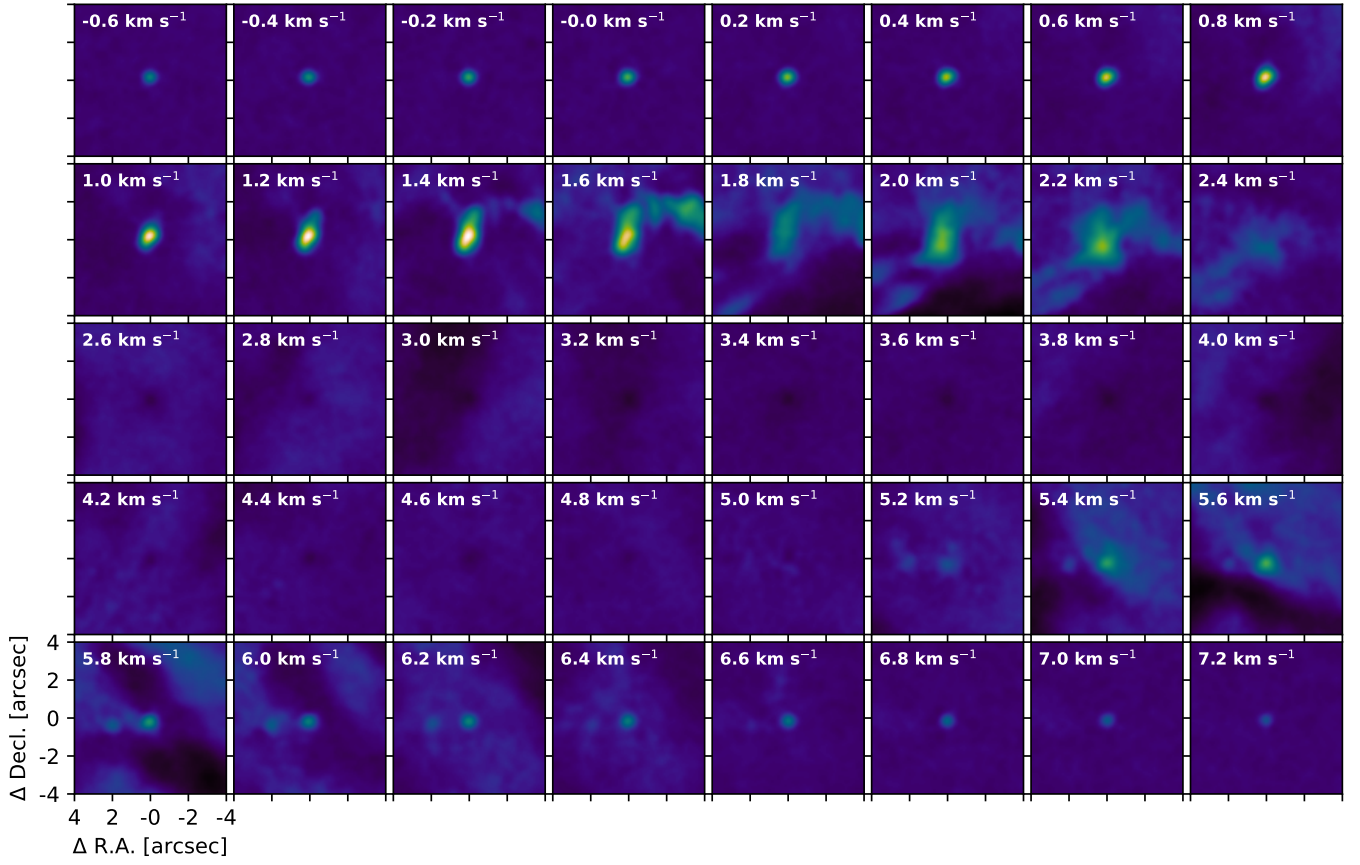 -0.6 km s⁻¹ -0.4 km s⁻¹ -0.2 km s⁻¹ -0.0 km s⁻¹ 0.2 km s⁻¹ 0.4 km s⁻¹ 0.6 km s⁻¹ 0.8 km s⁻¹
1.0 km s⁻¹ 1.2 km s⁻¹ 1.4 km s⁻¹ 1.6 km s⁻¹ 1.8 km s⁻¹ 2.0 km s⁻¹ 2.2 km s⁻¹ 2.4 km s⁻¹
2.6 km s⁻¹ 2.8 km s⁻¹ 3.0 km s⁻¹ 3.2 km s⁻¹ 3.4 km s⁻¹ 3.6 km s⁻¹ 3.8 km s⁻¹ 4.0 km s⁻¹
4.2 km s⁻¹ 4.4 km s⁻¹ 4.6 km s⁻¹ 4.8 km s⁻¹ 5.0 km s⁻¹ 5.2 km s⁻¹ 5.4 km s⁻¹ 5.6 km s⁻¹
5.8 km s⁻¹ 6.0 km s⁻¹ 6.2 km s⁻¹ 6.4 km s⁻¹ 6.6 km s⁻¹ 6.8 km s⁻¹ 7.0 km s⁻¹ 7.2 km s⁻¹
Δ Decl. [arcsec]
4
2
0
-2
-4
4 2 -0 -2 -4
Δ R.A. [arcsec]